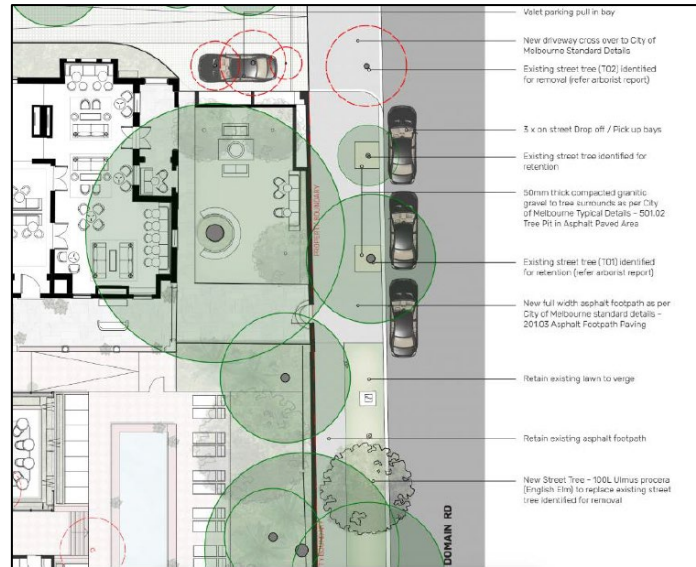 Valet parking pull in bay
New driveway cross over to City of
Melbourne Standard Details
Existing street tree (T02) identified
for removal (refer arborist report)
3 x on street Drop off / Pick up bays
Existing street tree identified for
retention
50mm thick compacted granitic
gravel to tree surrounds as per City
of Melbourne Typical Details – 501.02
Tree Pit in Asphalt Paved Area
Existing street tree (T01) identified
for retention (refer arborist report)
New full width asphalt footpath as per
City of Melbourne standard details –
201.03 Asphalt Footpath Paving
Retain existing lawn to verge
Retain existing asphalt footpath
New Street Tree – 100L Ulmus procera
(English Elm) to replace existing street
tree identified for removal
PROPERTY BOUNDARY
DOMAIN RD